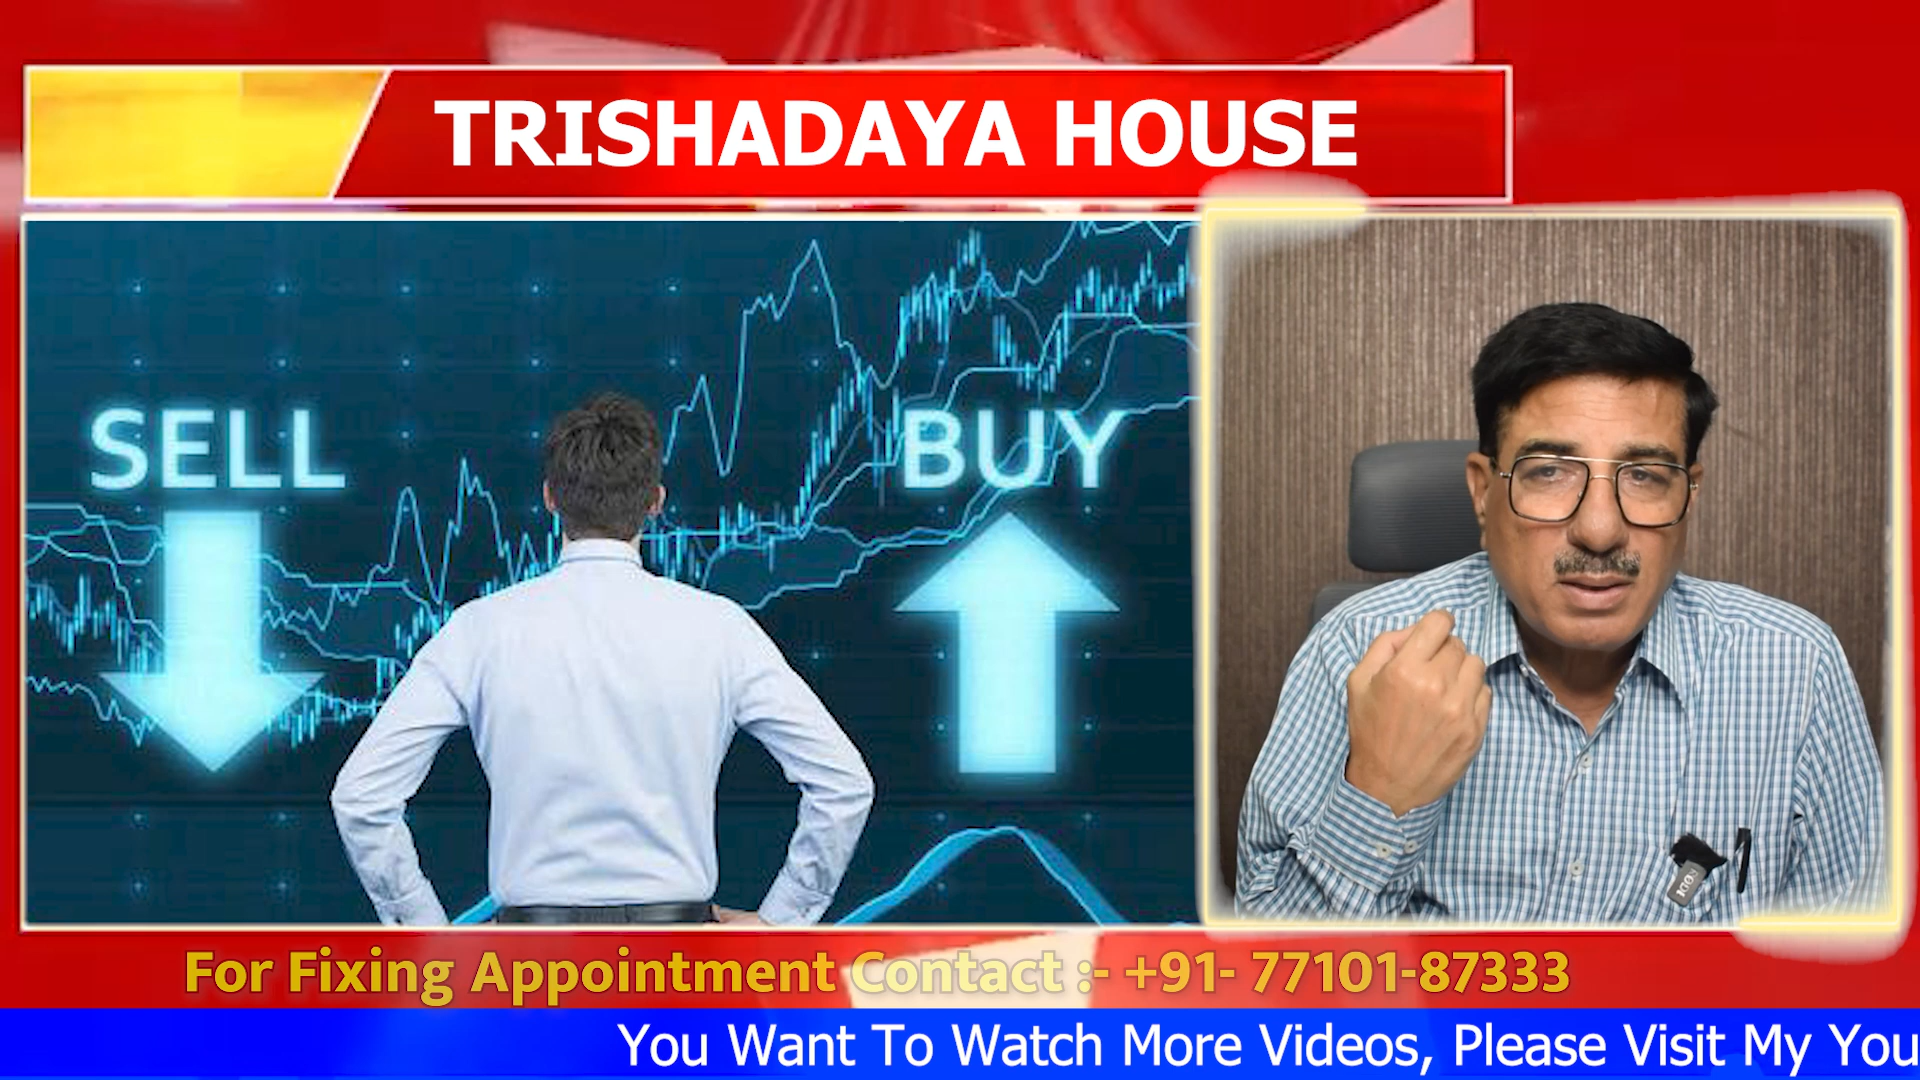 TRISHADAYA HOUSE
SELL
BUY
For Fixing Appointment Contact :- +91- 77101-87333
You Want To Watch More Videos, Please Visit My You